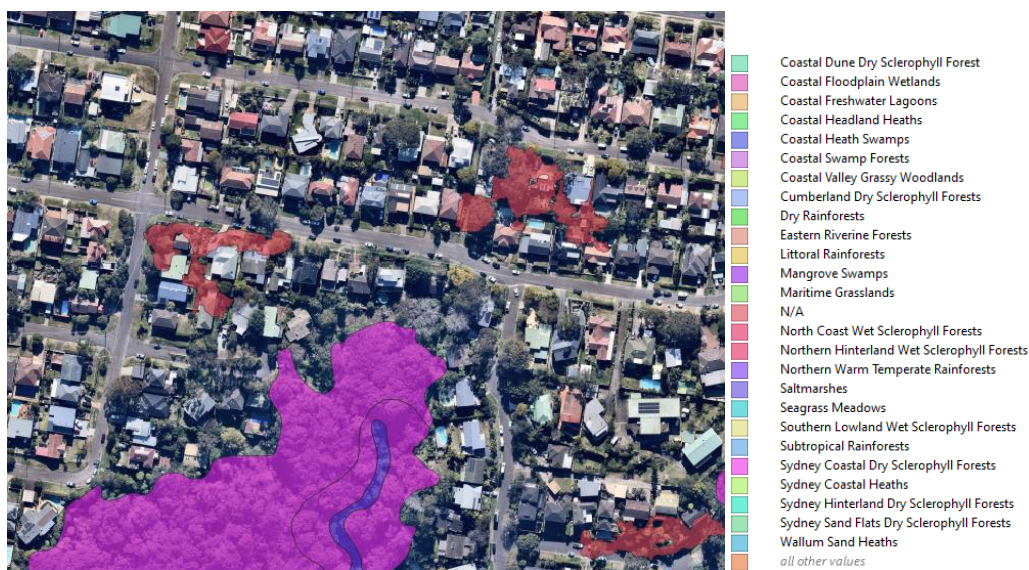 Coastal Dune Dry Sclerophyll Forest
Coastal Floodplain Wetlands
Coastal Freshwater Lagoons
Coastal Headland Heaths
Coastal Heath Swamps
Coastal Swamp Forests
Coastal Valley Grassy Woodlands
Cumberland Dry Sclerophyll Forests
Dry Rainforests
Eastern Riverine Forests
Littoral Rainforests
Mangrove Swamps
Maritime Grasslands
N/A
North Coast Wet Sclerophyll Forests
Northern Hinterland Wet Sclerophyll Forests
Northern Warm Temperate Rainforests
Saltmarshes
Seagrass Meadows
Southern Lowland Wet Sclerophyll Forests
Subtropical Rainforests
Sydney Coastal Dry Sclerophyll Forests
Sydney Coastal Heaths
Sydney Hinterland Dry Sclerophyll Forests
Sydney Sand Flats Dry Sclerophyll Forests
Wallum Sand Heaths
all other values